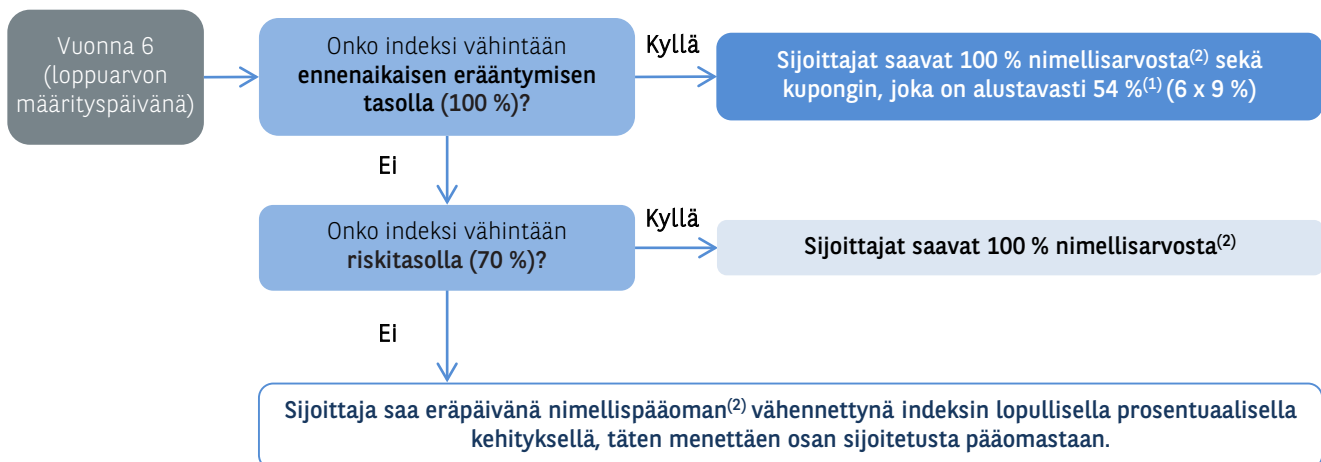 Vuonna 6
(loppuarvon
määrityspäivänä)
Onko indeksi vähintään
ennenaikaisen erääntymisen
tasolla (100 %)?
Kyllä
Sijoittajat saavat 100 % nimellisarvosta(2) sekä
kupongin, joka on alustavasti 54 %(1) (6 x 9 %)
Ei
Onko indeksi vähintään
riskitasolla (70 %)?
Kyllä
Sijoittajat saavat 100 % nimellisarvosta(2)
Ei
Sijoittaja saa eräpäivänä nimellispääoman(2) vähennettynä indeksin lopullisella prosentuaalisella
kehityksellä, täten menettäen osan sijoitetusta pääomastaan.